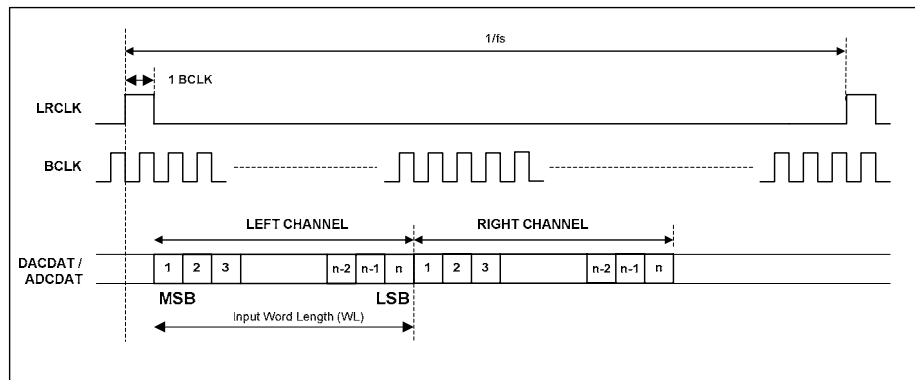 1/fs
1 BCLK
LRCLK
BCLK
LEFT CHANNEL RIGHT CHANNEL
DACDAT /
ADCDAT
1 2 3 n-2 n-1 n 1 2 3 n-2 n-1 n
MSB LSB
Input Word Length (WL)